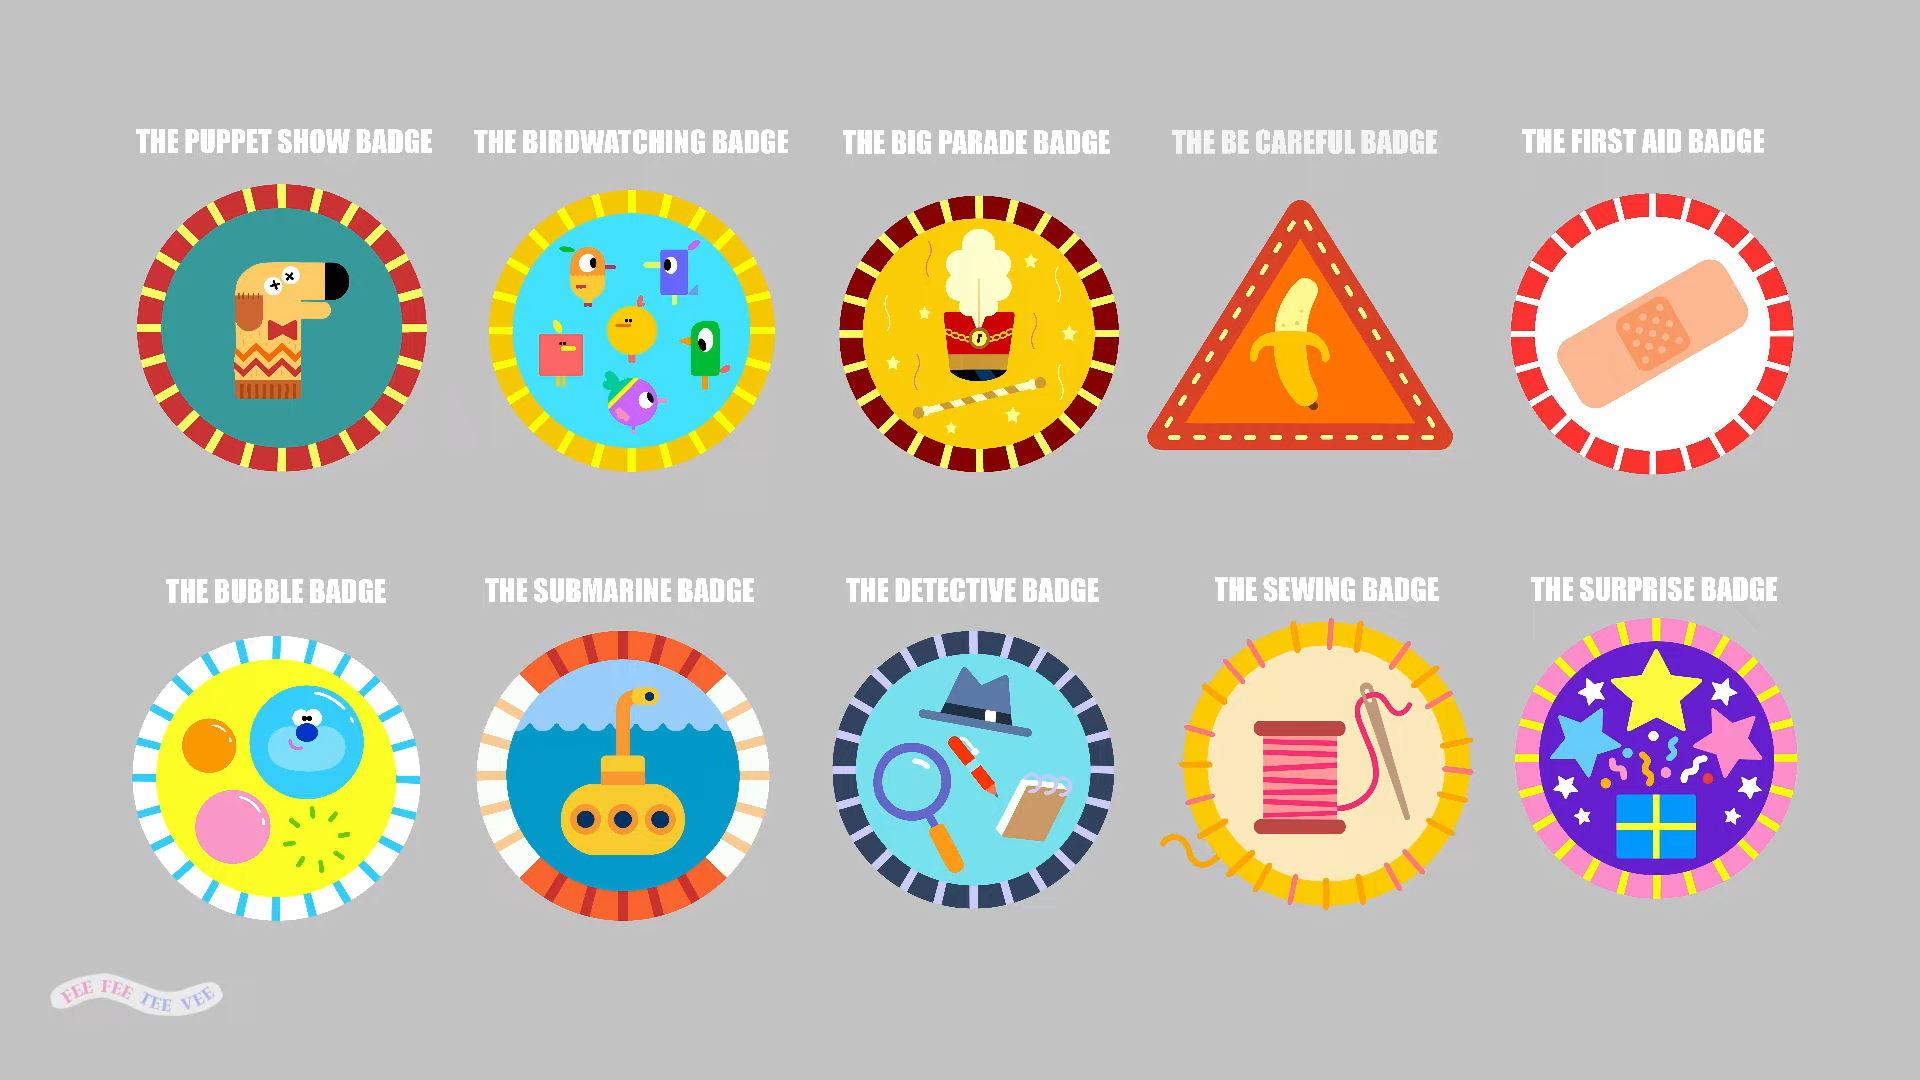 THE PUPPET SHOW BADGE
THE BIRDWATCHING BADGE
THE BIG PARADE BADGE
THE BE CAREFUL BADGE
THE FIRST AID BADGE
THE BUBBLE BADGE
THE SUBMARINE BADGE
THE DETECTIVE BADGE
THE SEWING BADGE
THE SURPRISE BADGE
FEE FEE TEE VEE